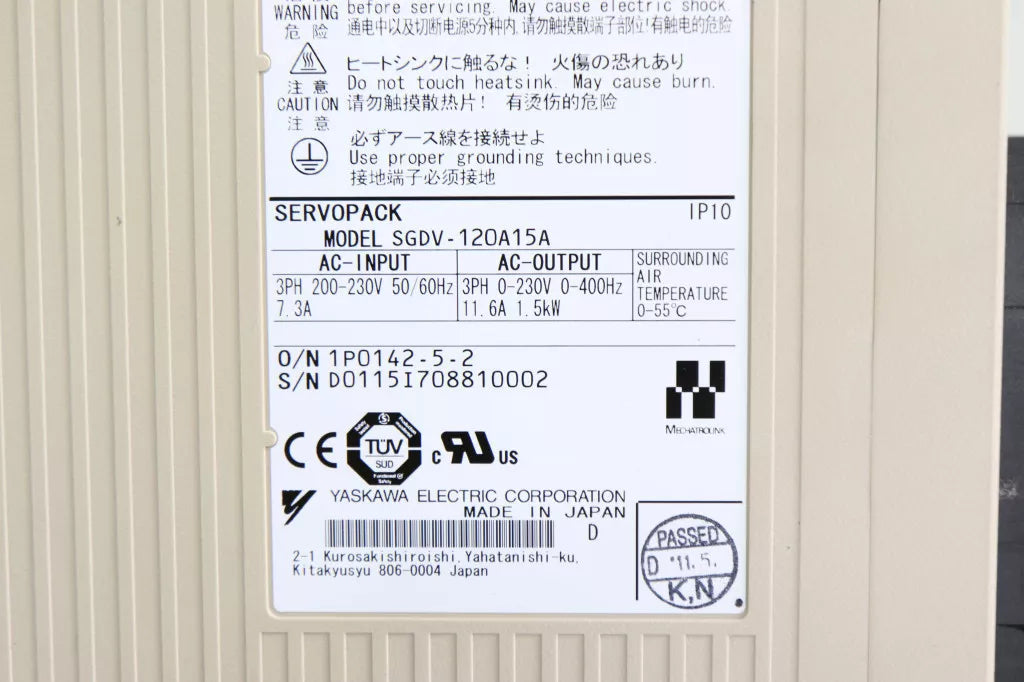 WARNING before servicing. May cause electric shock.
危 险 通电中以及切断电源5分种内,请勿触摸散端子部位!有触电的危险
ヒートシンクに触るな! 火傷の恐れあり
注 意 Do not touch heatsink. May cause burn.
CAUTION 请勿触摸散热片! 有烫伤的危险
注 意
必ずアース線を接続せよ
Use proper grounding techniques.
接地端子必须接地
SERVOPACK IP10
MODEL SGDV-120A15A
AC-INPUT AC-OUTPUT SURROUNDING
AIR
TEMPERATURE
0-55℃
3PH 200-230V 50/60Hz 3PH 0-230V 0-400Hz
7.3A 11.6A 1.5kW
O/N 1P0142-5-2
S/N D0115I708810002
MECHATROLINK
CE TÜV SUD c RU US
Functional Safety
YASKAWA ELECTRIC CORPORATION
MADE IN JAPAN
D
2-1 Kurosakishiroishi, Yahatanishi-ku,
Kitakyusyu 806-0004 Japan
PASSED
D '11.5.
K,N